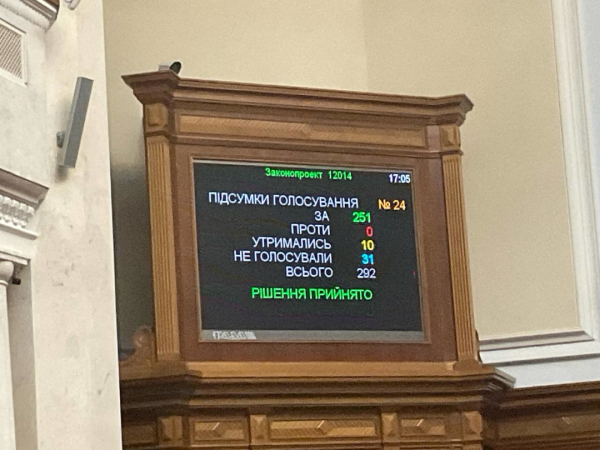 Законопроект 12014 17:05
ПІДСУМКИ ГОЛОСУВАННЯ № 24
ЗА 251
ПРОТИ 0
УТРИМАЛИСЬ 10
НЕ ГОЛОСУВАЛИ 31
ВСЬОГО 292
РІШЕННЯ ПРИЙНЯТО